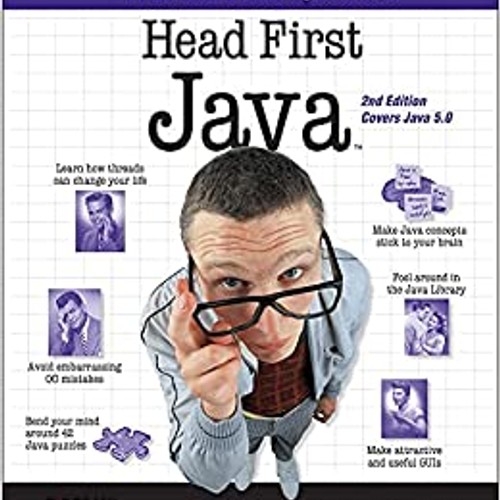 Head First
Java
™
2nd Edition
Covers Java 5.0
Learn how threads
can change your life
Make Java concepts
stick to your brain
Fool around in
the Java Library
Avoid embarrassing
OO mistakes
Bend your mind
around 42
Java puzzles
Make attractive
and useful GUIs